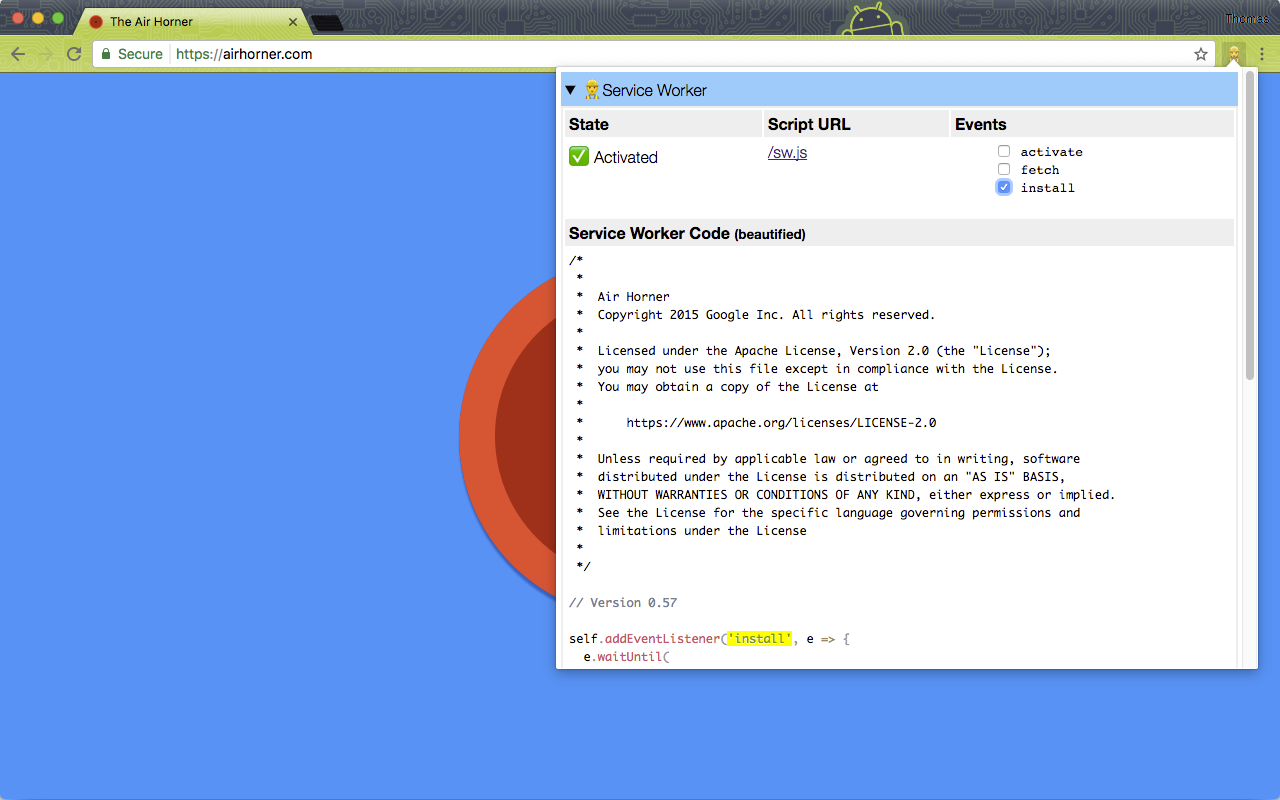 The Air Horner
Thomas
Secure https://airhorner.com
Service Worker
State Script URL Events
Activated /sw.js activate
fetch
install
Service Worker Code (beautified)
/*
*
* Air Horner
* Copyright 2015 Google Inc. All rights reserved.
*
* Licensed under the Apache License, Version 2.0 (the "License");
* you may not use this file except in compliance with the License.
* You may obtain a copy of the License at
*
* https://www.apache.org/licenses/LICENSE-2.0
*
* Unless required by applicable law or agreed to in writing, software
* distributed under the License is distributed on an "AS IS" BASIS,
* WITHOUT WARRANTIES OR CONDITIONS OF ANY KIND, either express or implied.
* See the License for the specific language governing permissions and
* limitations under the License
*
*/
// Version 0.57
self.addEventListener('install', e => {
e.waitUntil(